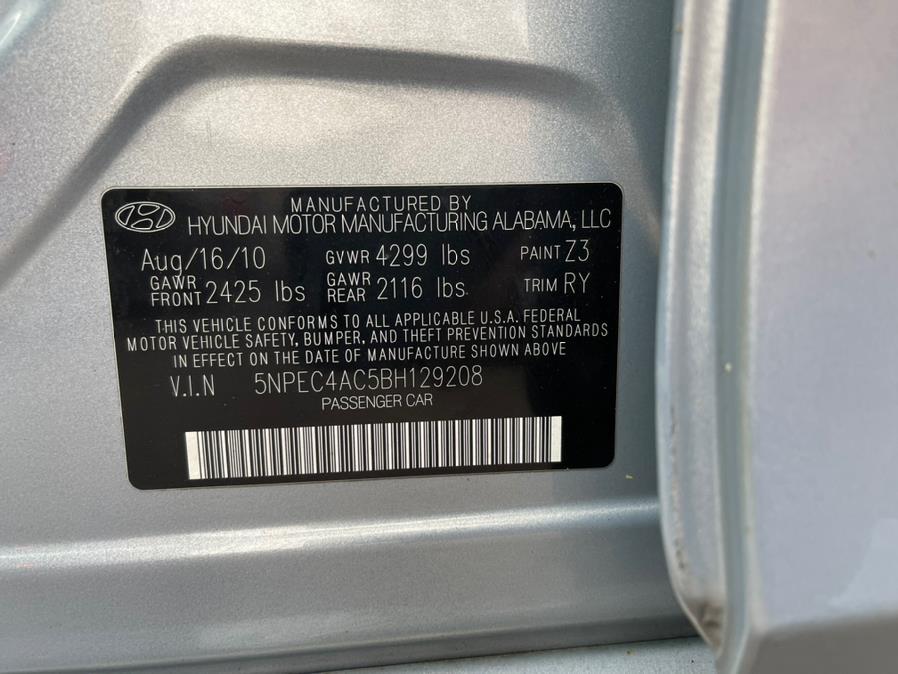 MANUFACTURED BY
HYUNDAI MOTOR MANUFACTURING ALABAMA, LLC
Aug/16/10 GVWR 4299 lbs PAINT Z3
GAWR FRONT 2425 lbs GAWR REAR 2116 lbs TRIM RY
THIS VEHICLE CONFORMS TO ALL APPLICABLE U.S.A. FEDERAL
MOTOR VEHICLE SAFETY, BUMPER, AND THEFT PREVENTION STANDARDS
IN EFFECT ON THE DATE OF MANUFACTURE SHOWN ABOVE
V.I.N 5NPEC4AC5BH129208
PASSENGER CAR